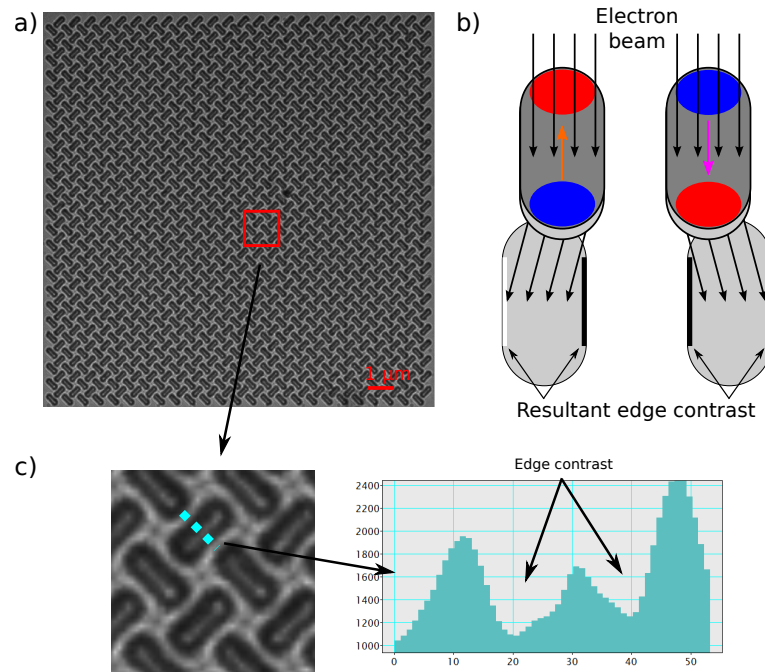 a)
b)
Electron
beam
1 μm
Resultant edge contrast
c)
Edge contrast
2400
2200
2000
1800
1600
1400
1200
1000
0 10 20 30 40 50